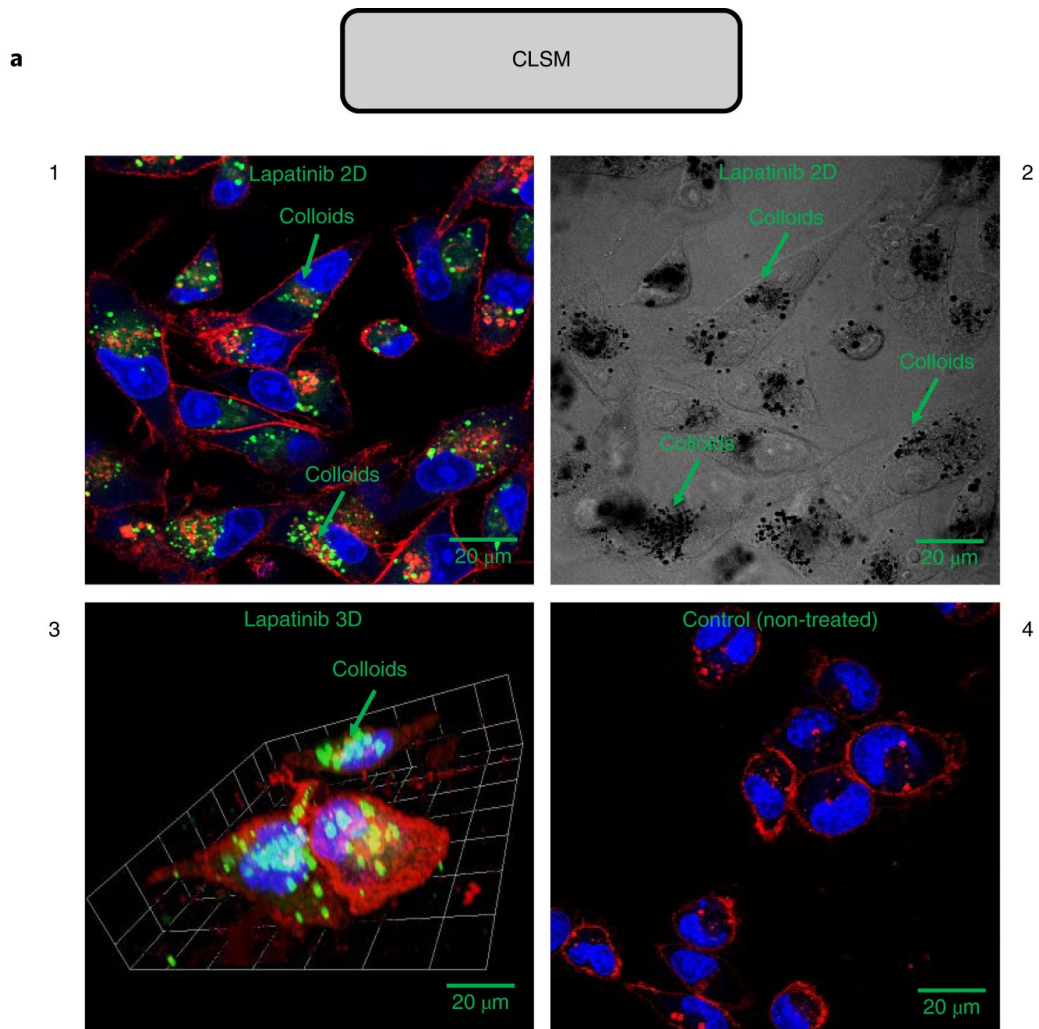 a
CLSM
1
Lapatinib 2D
Colloids
Colloids
20 μm
Lapatinib 2D
2
Colloids
Colloids
Colloids
20 μm
3
Lapatinib 3D
Colloids
20 μm
Control (non-treated)
4
20 μm